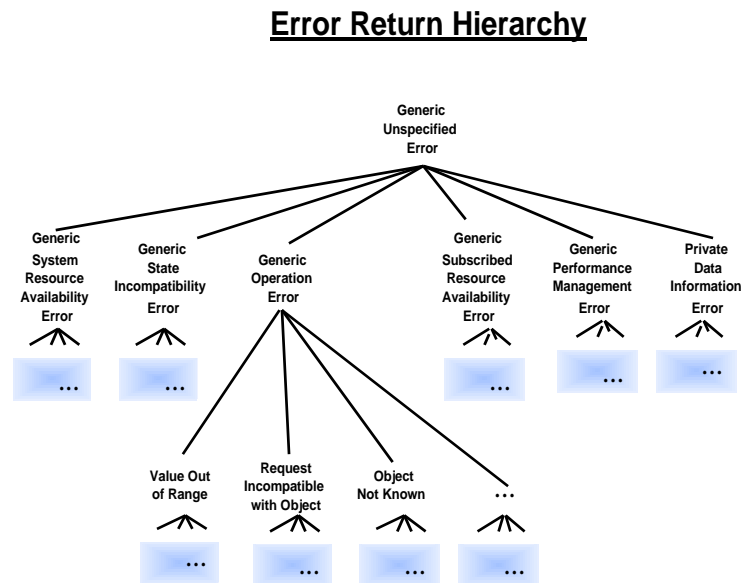 Error Return Hierarchy
Generic
Unspecified
Error
Generic
System
Resource
Availability
Error
Generic
State
Incompatibility
Error
Generic
Operation
Error
Generic
Subscribed
Resource
Availability
Error
Generic
Performance
Management
Error
Private
Data
Information
Error
...
...
...
...
...
Value Out
of Range
Request
Incompatible
with Object
Object
Not Known
...
...
...
...
...